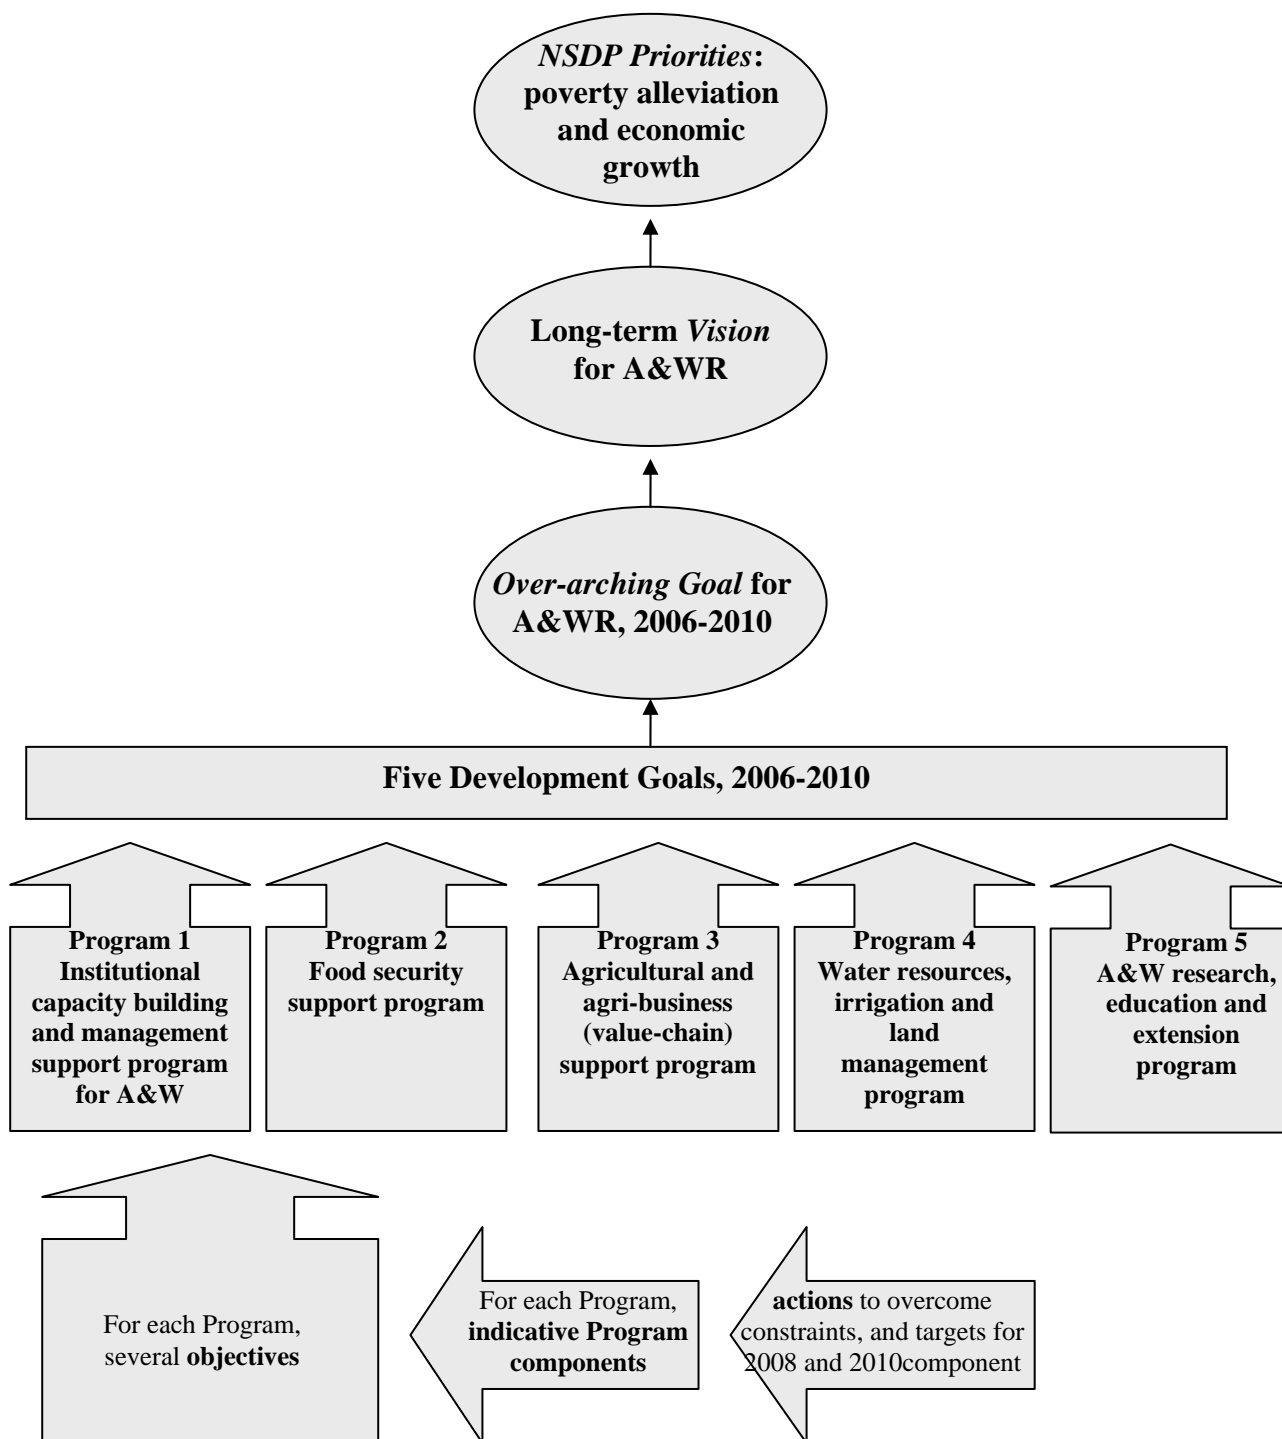 NSDP Priorities:
poverty alleviation
and economic
growth
Long-term Vision
for A&WR
Over-arching Goal for
A&WR, 2006-2010
Five Development Goals, 2006-2010
Program 1
Institutional
capacity building
and management
support program
for A&W
Program 2
Food security
support program
Program 3
Agricultural and
agri-business
(value-chain)
support program
Program 4
Water resources,
irrigation and
land
management
program
Program 5
A&W research,
education and
extension
program
For each Program,
several objectives
For each Program,
indicative Program
components
actions to overcome
constraints, and targets for
2008 and 2010component